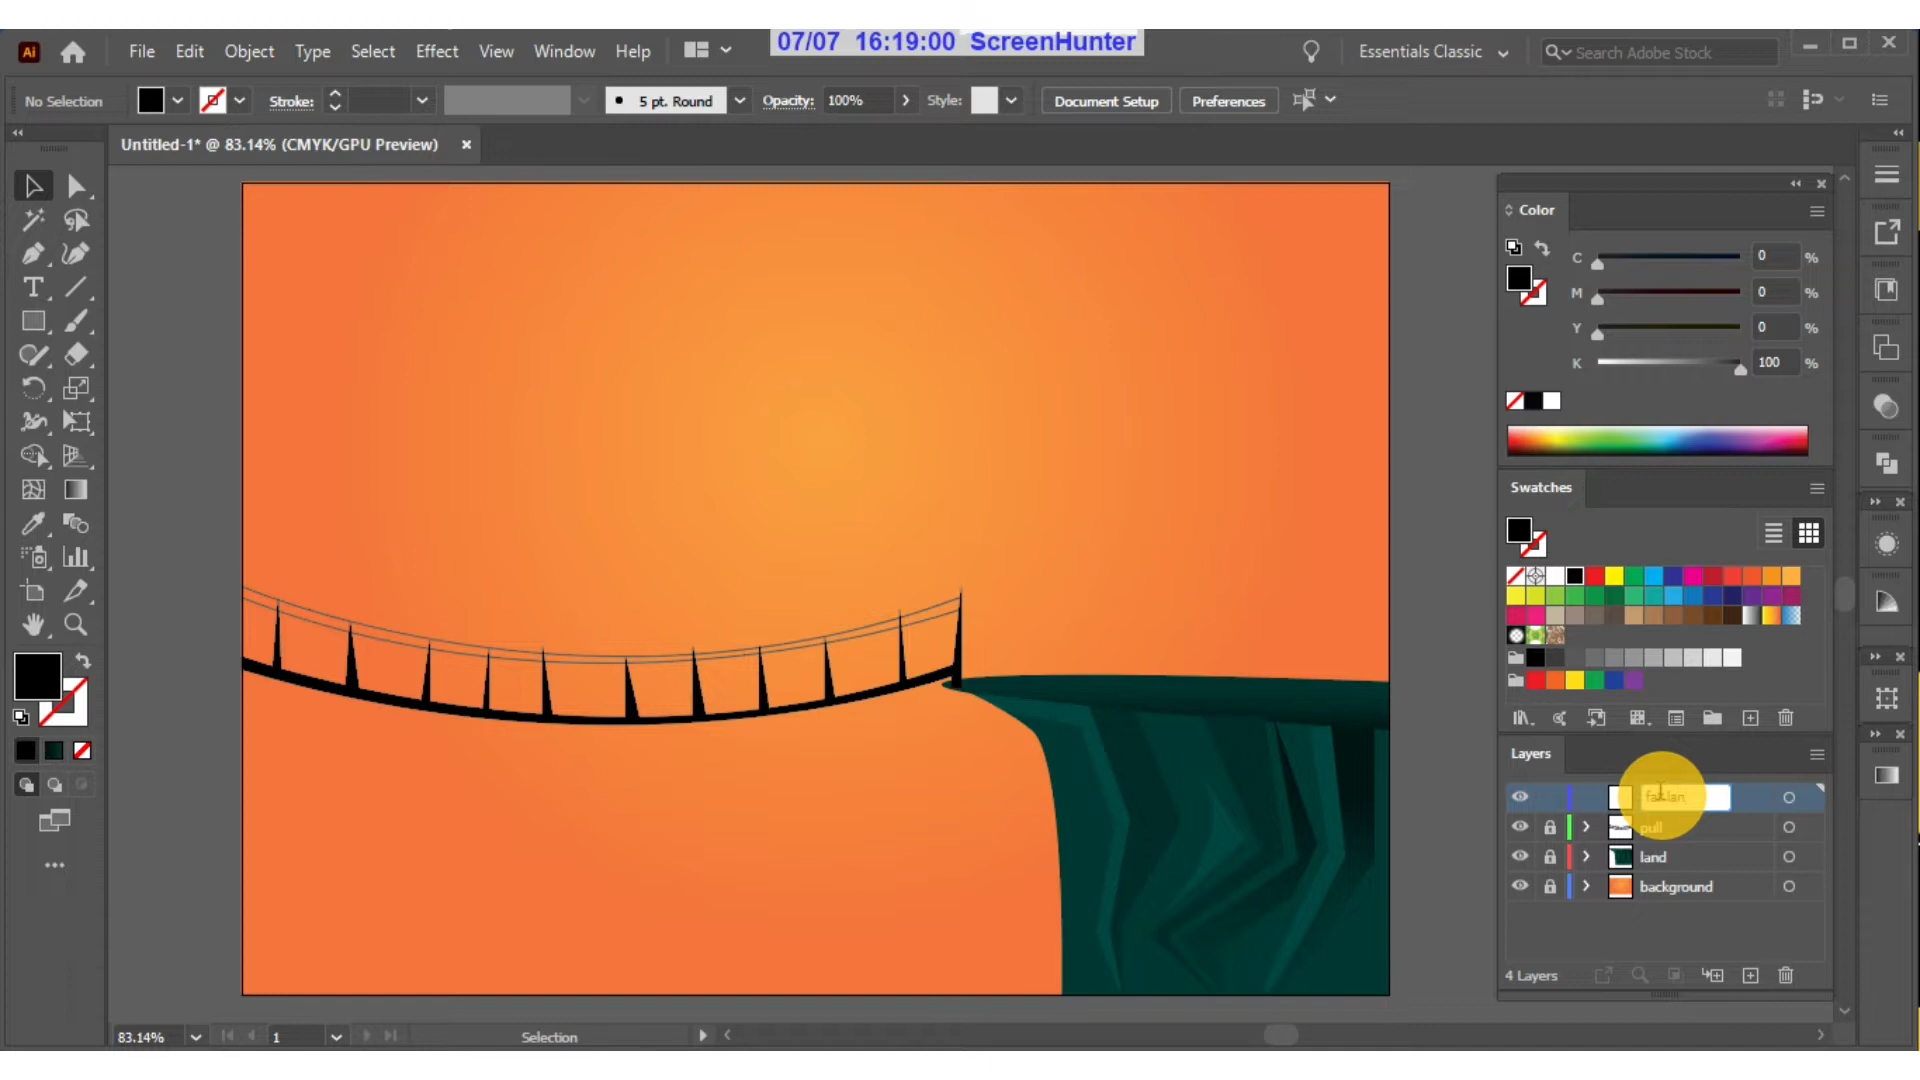 07/07 16:19:00 ScreenHunter
Ai File Edit Object Type Select Effect View Window Help
Essentials Classic
Search Adobe Stock
No Selection
Stroke:
5 pt. Round
Opacity: 100%
Style:
Document Setup
Preferences
Untitled-1* @ 83.14% (CMYK/GPU Preview)
Color
C 0 %
M 0 %
Y 0 %
K 100 %
Swatches
Layers
pull
land
background
4 Layers
83.14%
1
Selection